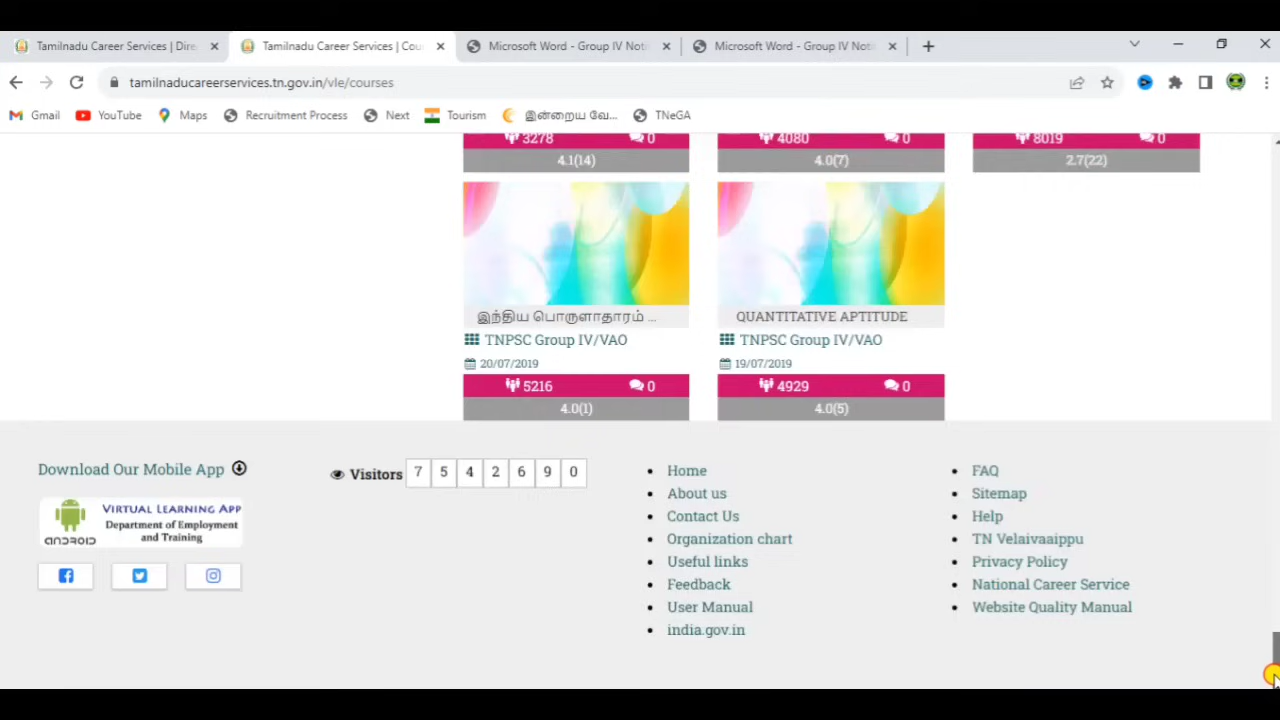 Tamilnadu Career Services | Dire
Tamilnadu Career Services | Cou
Microsoft Word - Group IV Noti
Microsoft Word - Group IV Noti
tamilnaducareerservices.tn.gov.in/vle/courses
Gmail
YouTube
Maps
Recruitment Process
Next
Tourism
இன்றைய வே...
TNeGA
3278 0
4080 0
8019 0
4.1(14)
4.0(7)
2.7(22)
இந்திய பொருளாதாரம் ...
QUANTITATIVE APTITUDE
TNPSC Group IV/VAO
TNPSC Group IV/VAO
20/07/2019
19/07/2019
5216 0
4929 0
4.0(1)
4.0(5)
Download Our Mobile App
VIRTUAL LEARNING APP
Department of Employment
and Training
ANDROID
Visitors 7 5 4 2 6 9 0
Home
About us
Contact Us
Organization chart
Useful links
Feedback
User Manual
india.gov.in
FAQ
Sitemap
Help
TN Velaivaaippu
Privacy Policy
National Career Service
Website Quality Manual